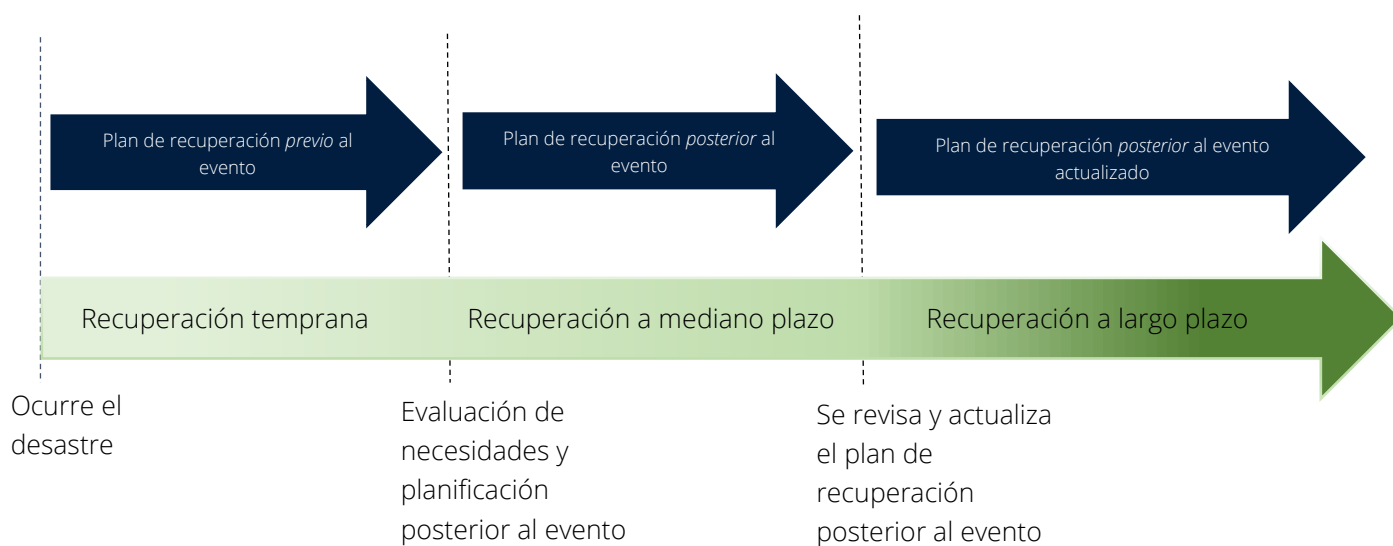 Plan de recuperación previo al
evento
Plan de recuperación posterior al
evento
Plan de recuperación posterior al evento
actualizado
Recuperación temprana
Recuperación a mediano plazo
Recuperación a largo plazo
Ocurre el
desastre
Evaluación de
necesidades y
planificación
posterior al evento
Se revisa y actualiza
el plan de
recuperación
posterior al evento